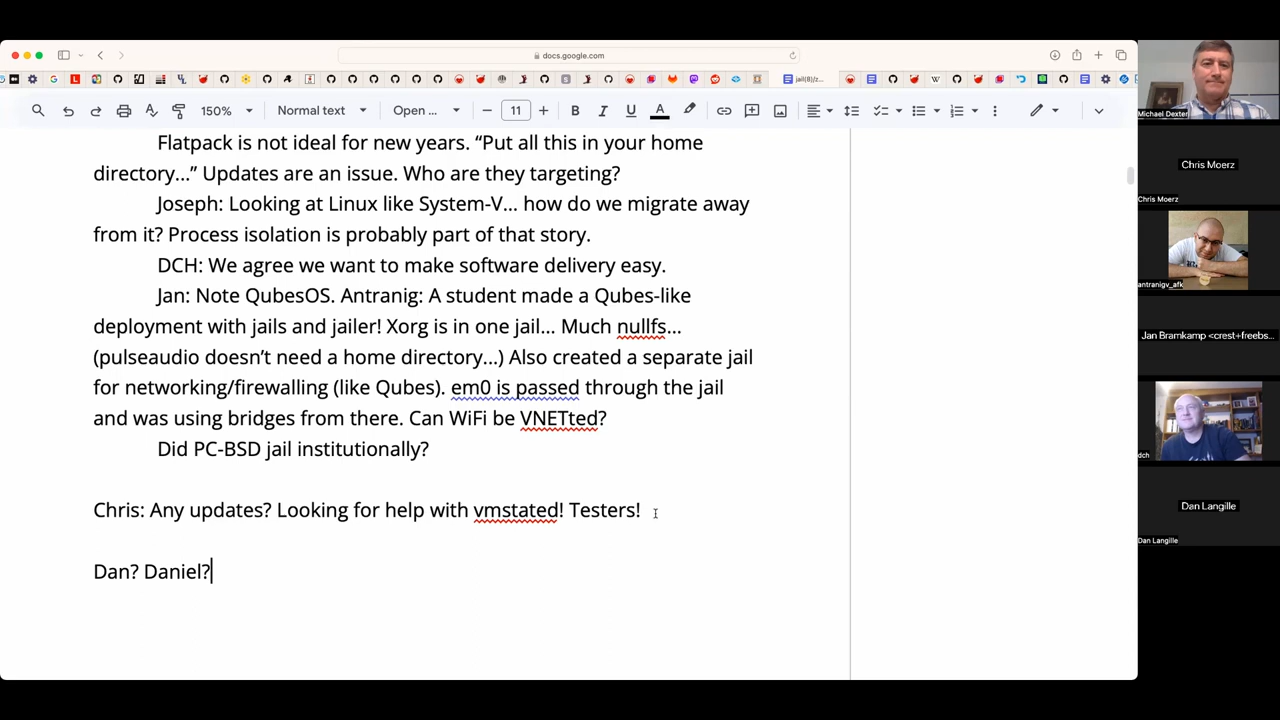 docs.google.com
jail(8)/z...
150%
Normal text
Open ...
11
Flatpack is not ideal for new years. “Put all this in your home
directory…” Updates are an issue. Who are they targeting?
Joseph: Looking at Linux like System-V… how do we migrate away
from it? Process isolation is probably part of that story.
DCH: We agree we want to make software delivery easy.
Jan: Note QubesOS. Antranig: A student made a Qubes-like
deployment with jails and jailer! Xorg is in one jail… Much nullfs…
(pulseaudio doesn’t need a home directory…) Also created a separate jail
for networking/firewalling (like Qubes). em0 is passed through the jail
and was using bridges from there. Can WiFi be VNETted?
Did PC-BSD jail institutionally?
Chris: Any updates? Looking for help with vmstated! Testers!
Dan? Daniel?
Michael Dexter
Chris Moerz
Chris Moerz
antranigv_afk
Jan Bramkamp <crest+freebs...
dch
Dan Langille
Dan Langille